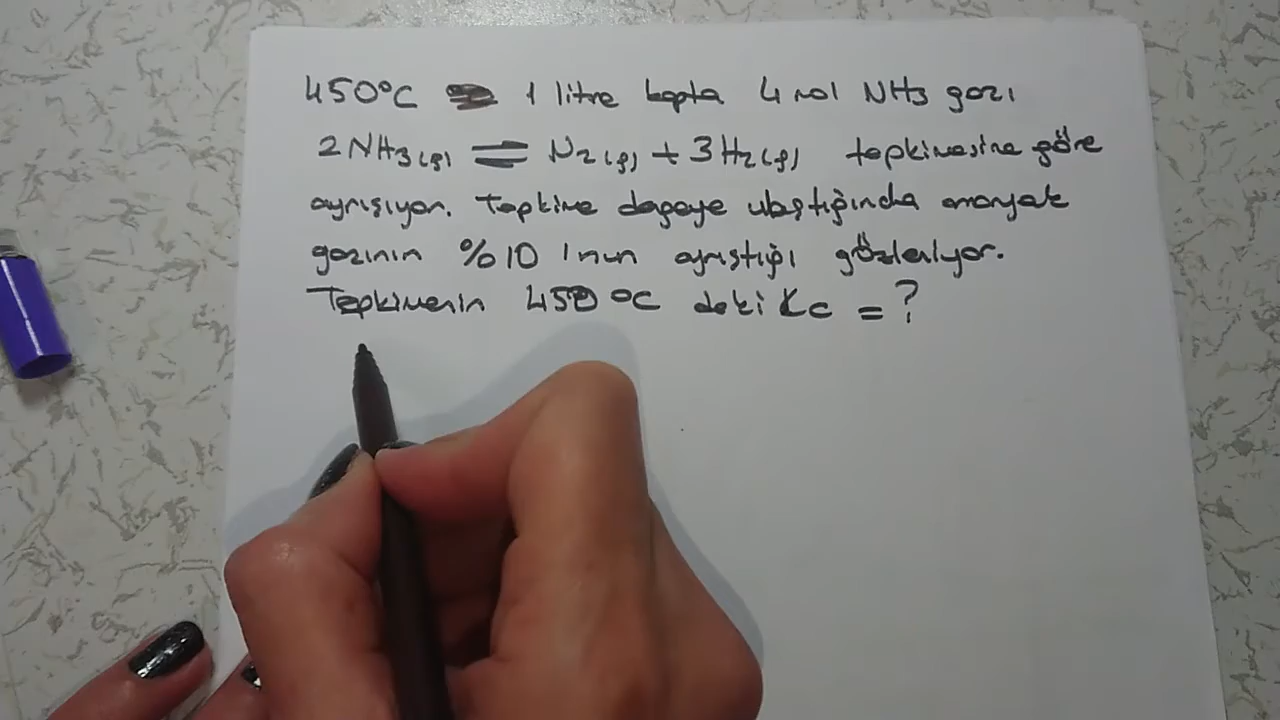 450°C 1 litre kapta 4 mol NH3 gazı
2NH3(g) ⇌ N2(g) + 3H2(g) tepkimesine göre
ayrışıyor. Tepkime dengeye ulaştığında amonyak
gazının %10 'nun ayrıştığı gözleniyor.
Tepkimenin 450 °C deki Kc = ?